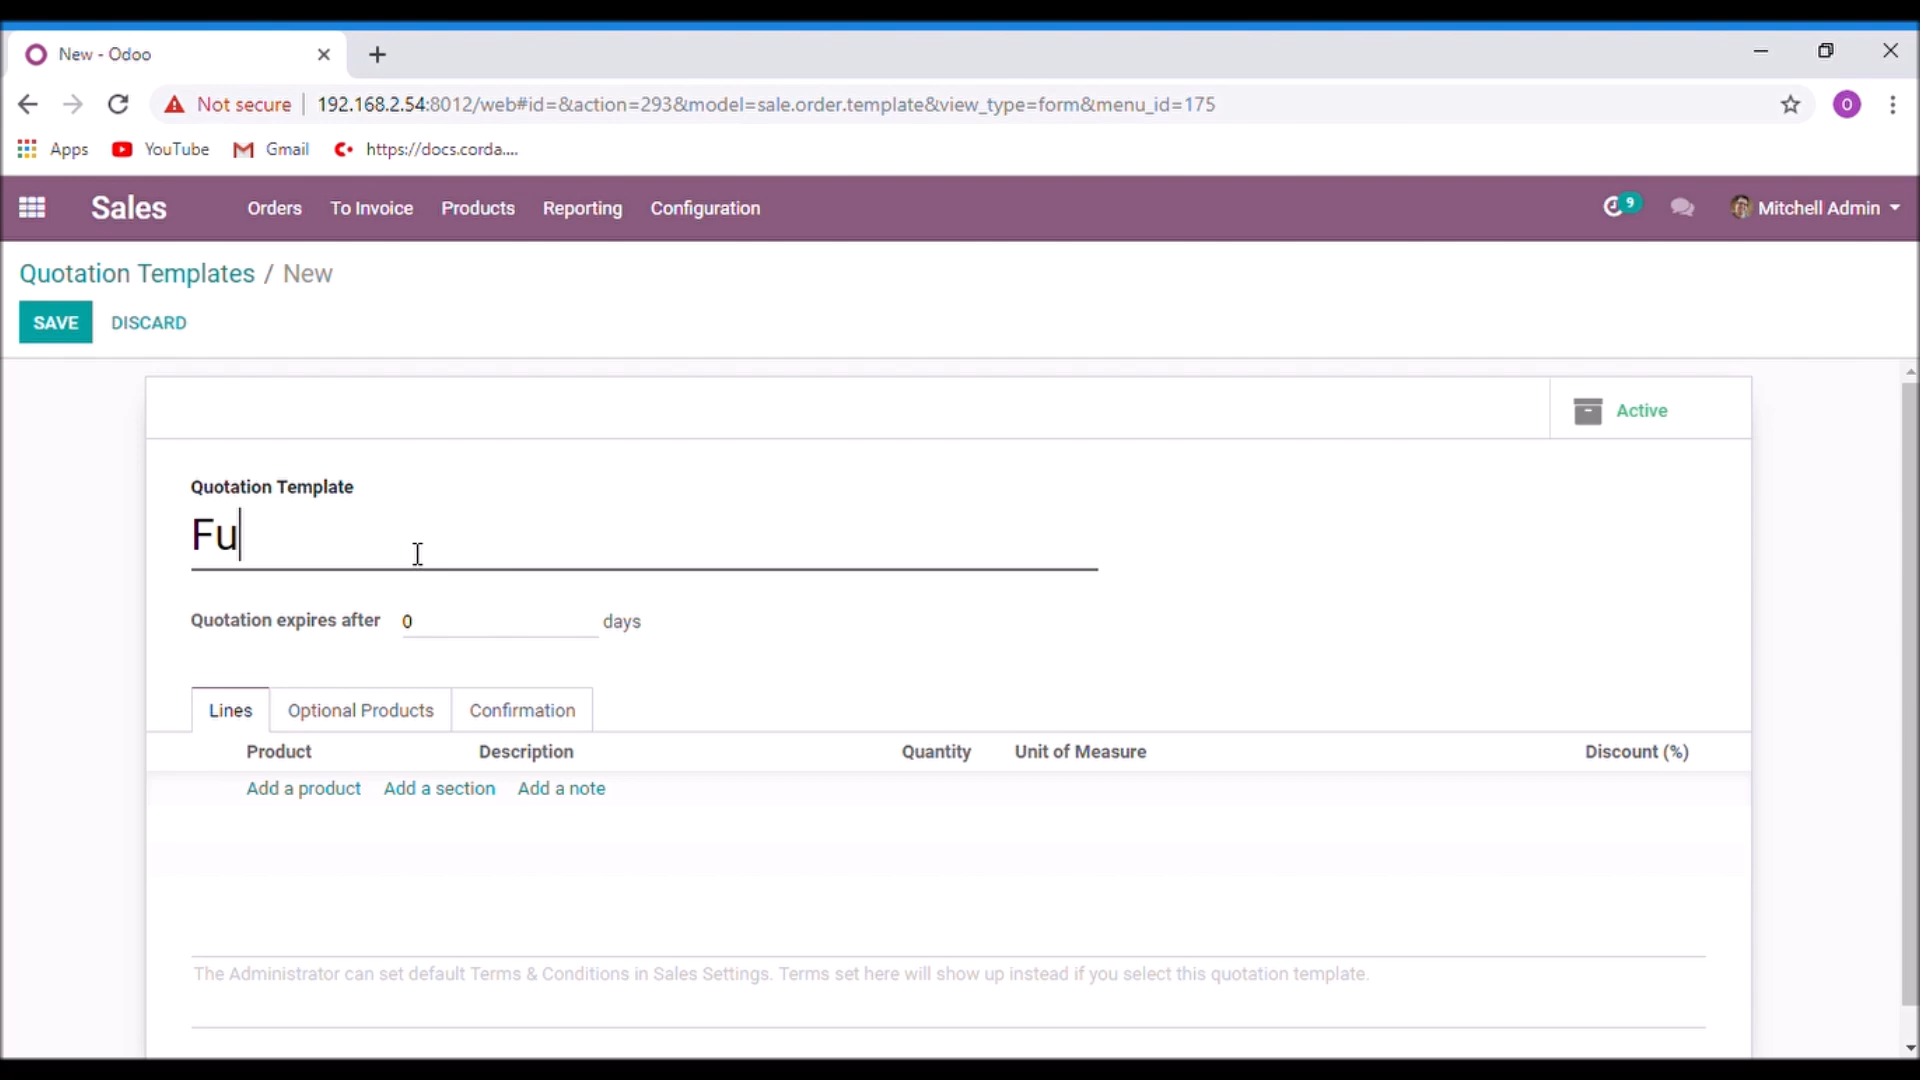 New - Odoo
Not secure 192.168.2.54:8012/web#id=&action=293&model=sale.order.template&view_type=form&menu_id=175 O
Apps YouTube Gmail https://docs.corda....
Sales Orders To Invoice Products Reporting Configuration 9 Mitchell Admin
Quotation Templates / New
SAVE DISCARD
Active
Quotation Template
Fu
Quotation expires after 0 days
Lines Optional Products Confirmation
Product Description Quantity Unit of Measure Discount (%)
Add a product Add a section Add a note
The Administrator can set default Terms & Conditions in Sales Settings. Terms set here will show up instead if you select this quotation template.